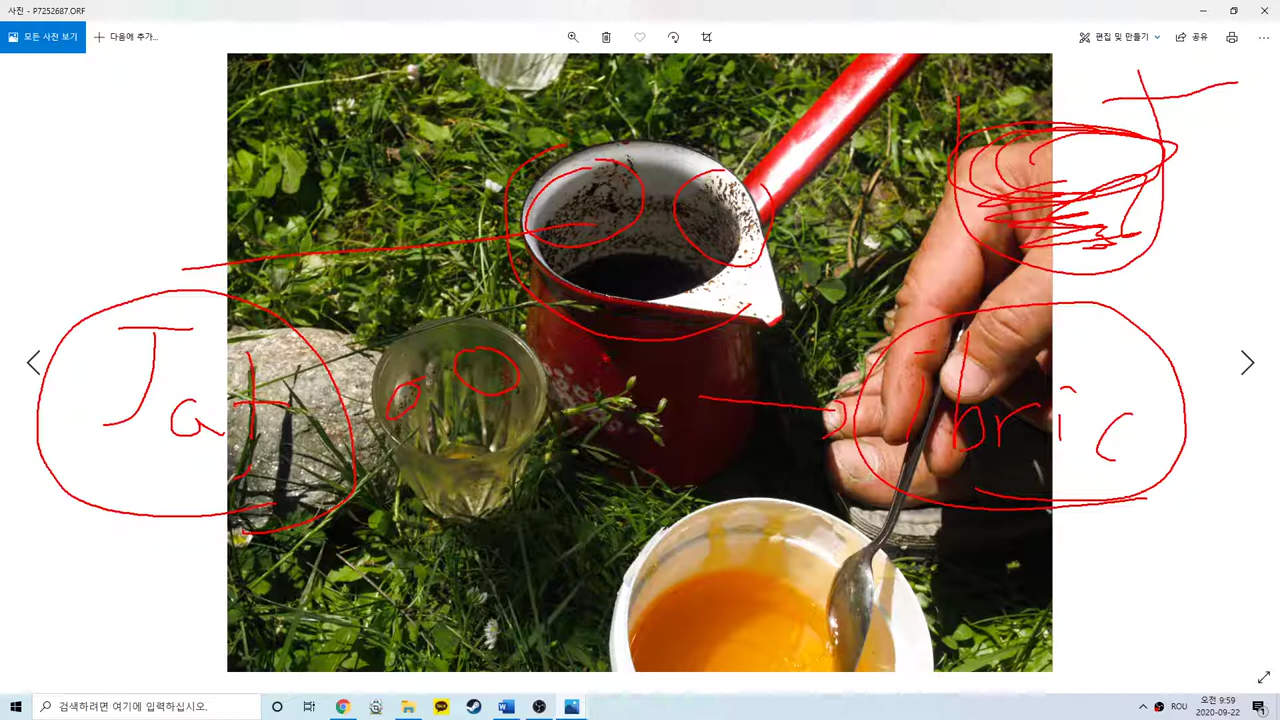 사진 - P7252687.ORF
모든 사진 보기
다음에 추가...
편집 및 만들기
공유
Jaț
ibric
검색하려면 여기에 입력하십시오.
ROU
오전 9:59
2020-09-22